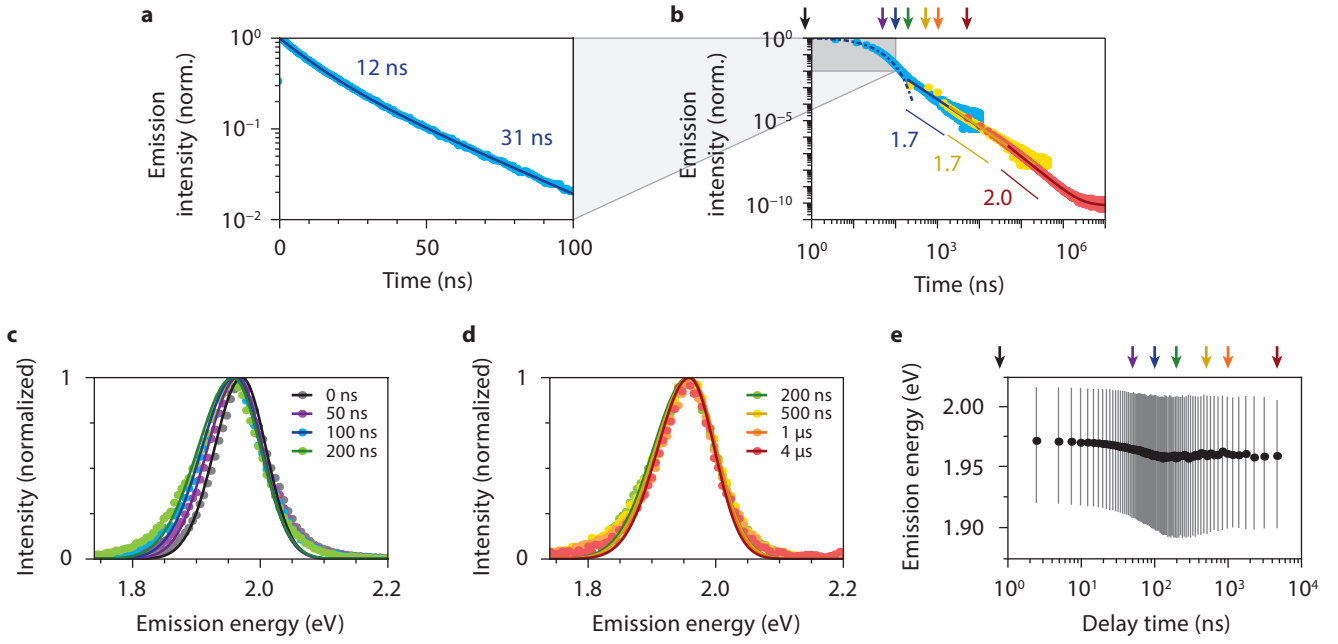 a
b
10⁰
10⁻¹
10⁻²
Emission
intensity (norm.)
12 ns
31 ns
0
50
100
Time (ns)
10⁰
10⁻⁵
10⁻¹⁰
Emission
intensity (norm.)
1.7
1.7
2.0
10⁰
10³
10⁶
Time (ns)
c
d
e
1
0
Intensity (normalized)
0 ns
50 ns
100 ns
200 ns
1.8
2.0
2.2
Emission energy (eV)
1
0
Intensity (normalized)
200 ns
500 ns
1 µs
4 µs
1.8
2.0
2.2
Emission energy (eV)
2.00
1.95
1.90
Emission energy (eV)
10⁰
10¹
10²
10³
10⁴
Delay time (ns)